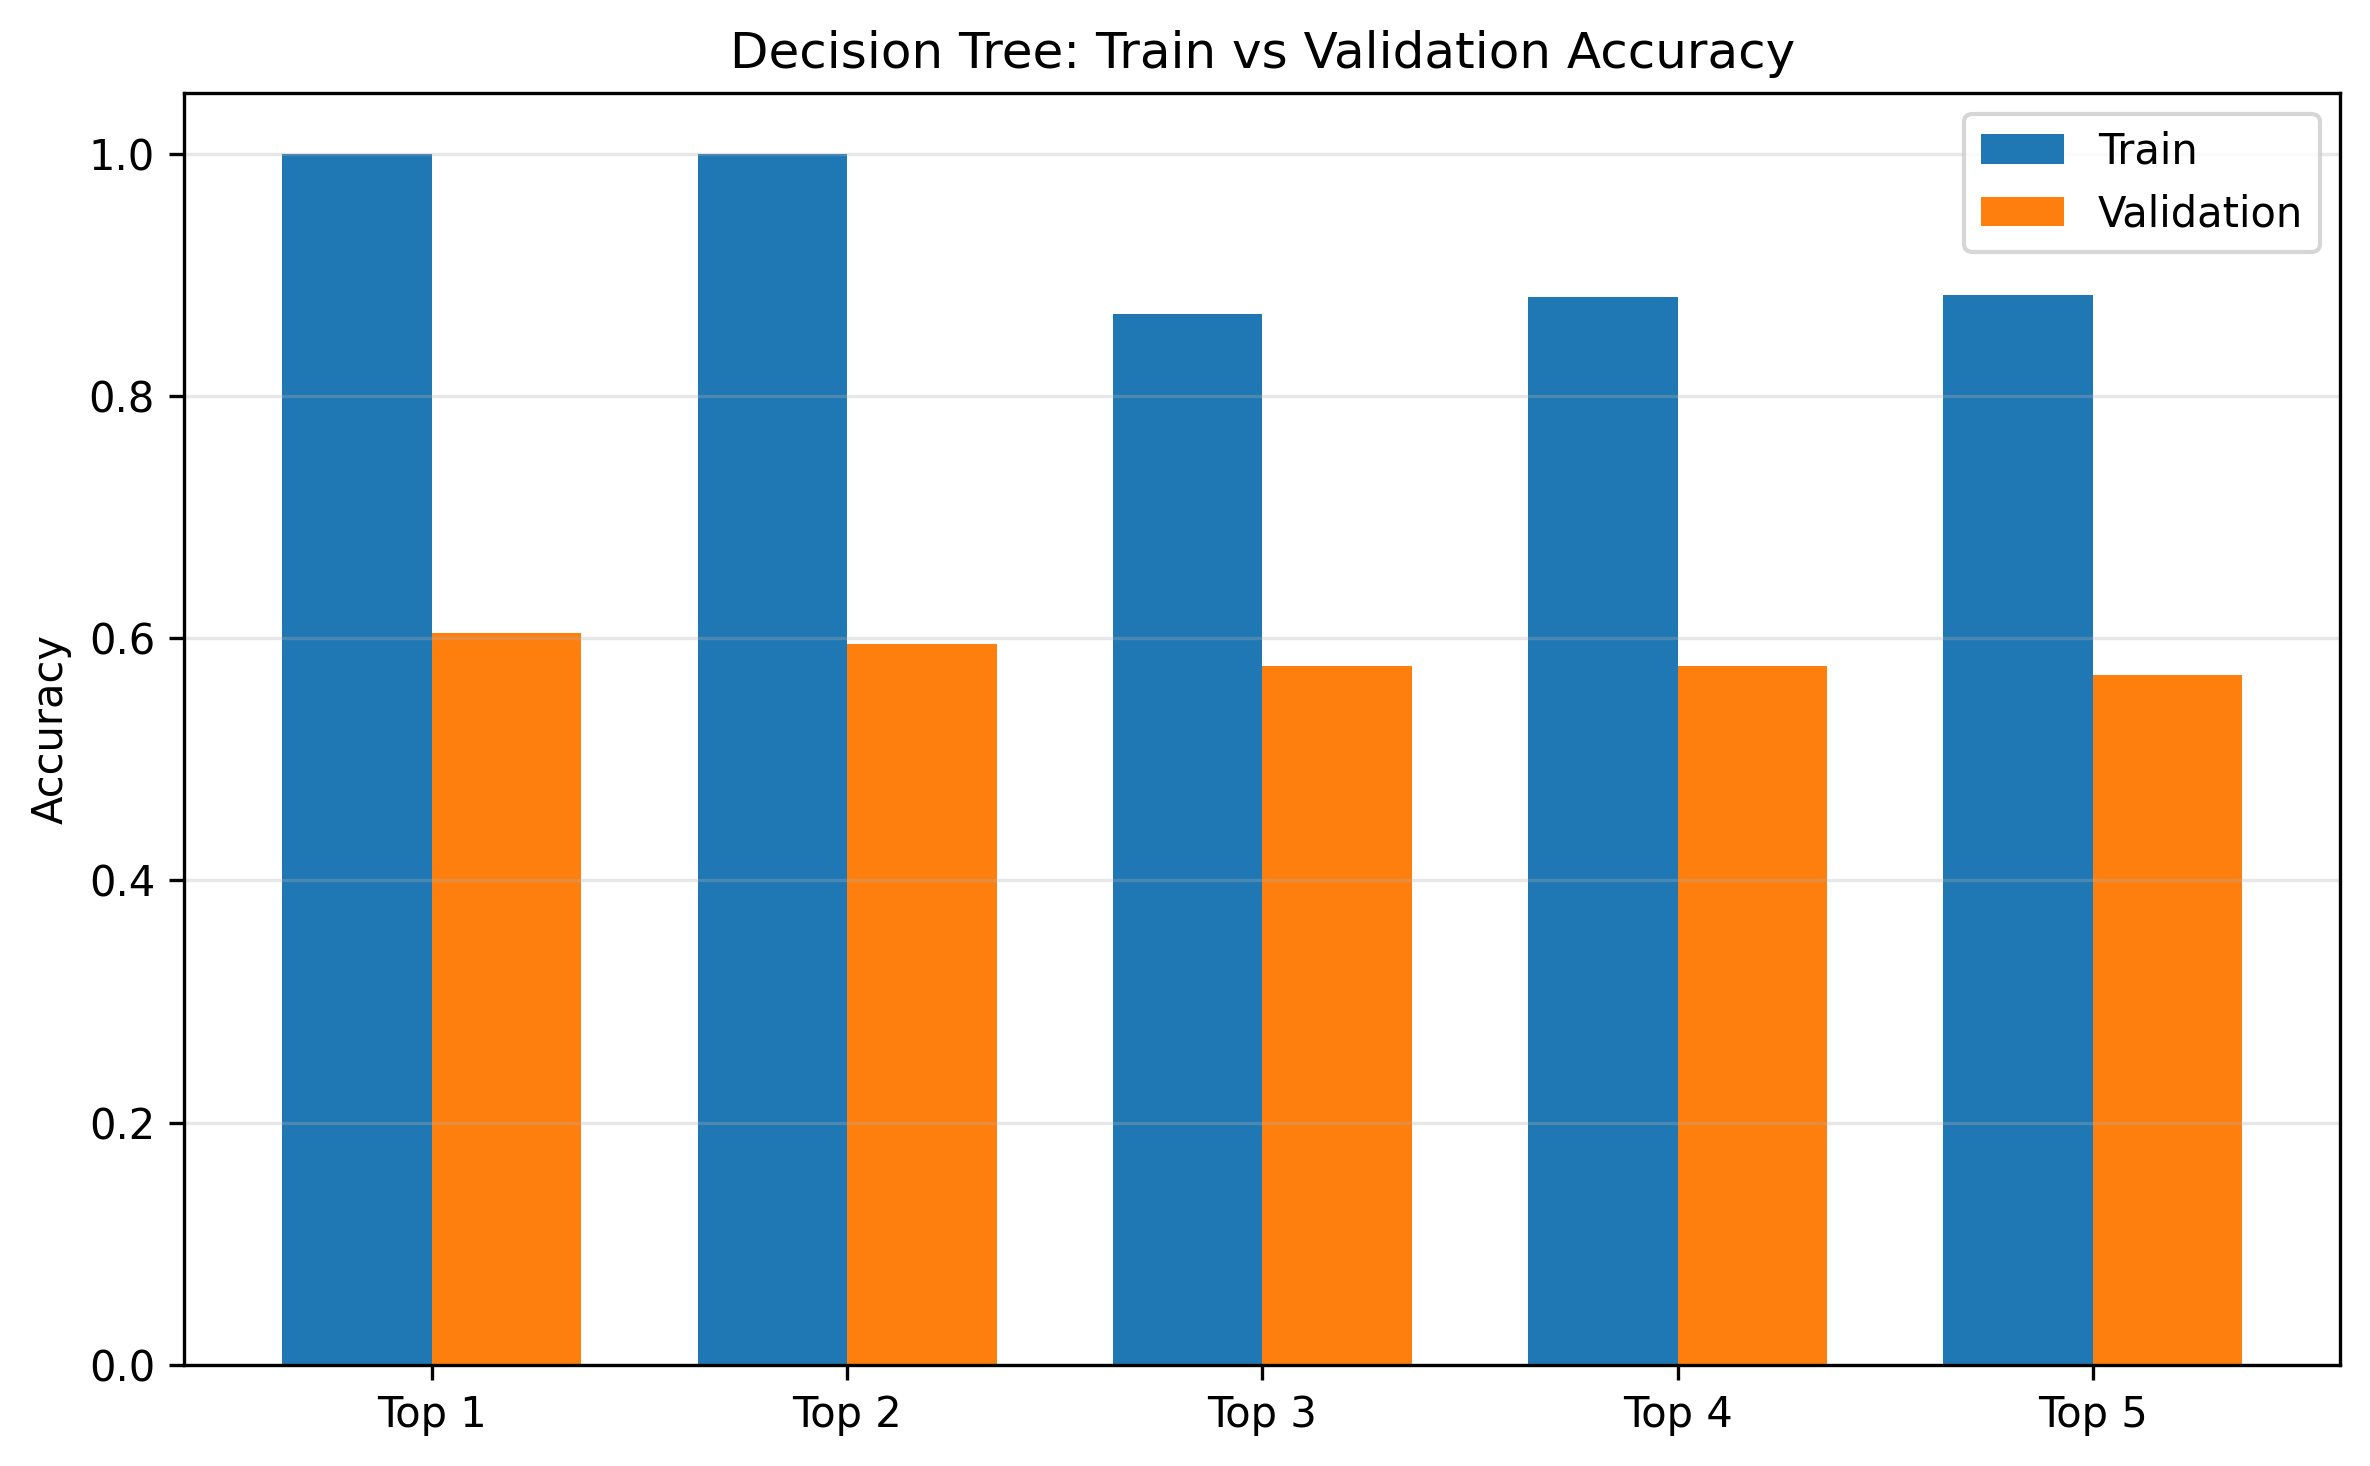 Decision Tree: Train vs Validation Accuracy
Train
Validation
Accuracy
1.0
0.8
0.6
0.4
0.2
0.0
Top 1
Top 2
Top 3
Top 4
Top 5